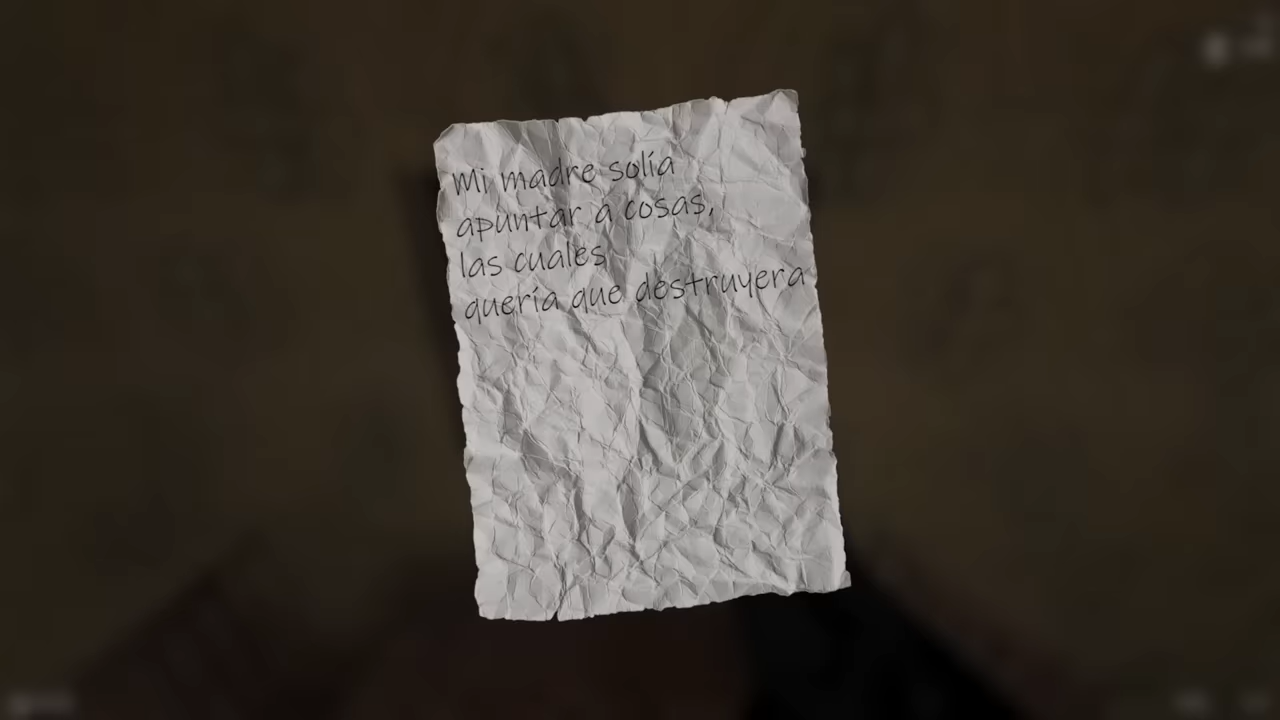 Mi madre solía
apuntar a cosas,
las cuales
quería que destruyera